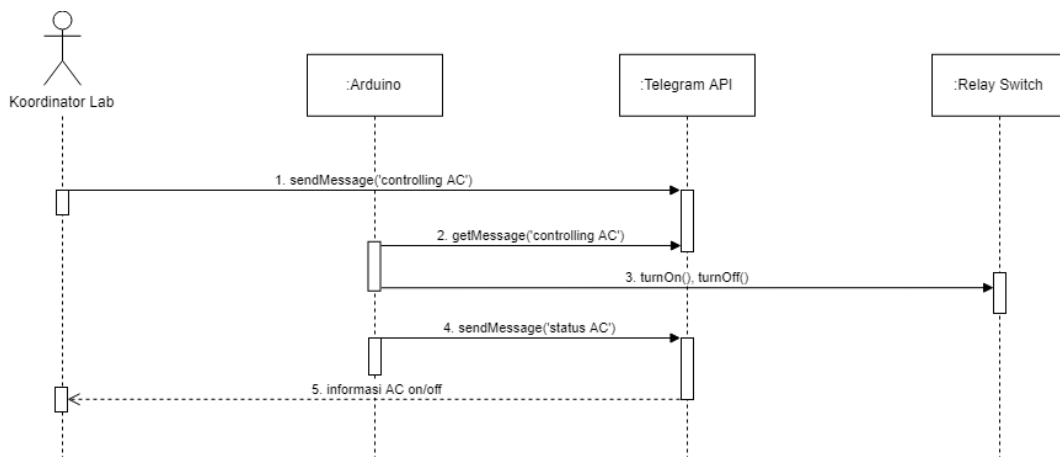 Koordinator Lab
:Arduino
:Telegram API
:Relay Switch
1. sendMessage('controlling AC')
2. getMessage('controlling AC')
3. turnOn(), turnOff()
4. sendMessage('status AC')
5. informasi AC on/off